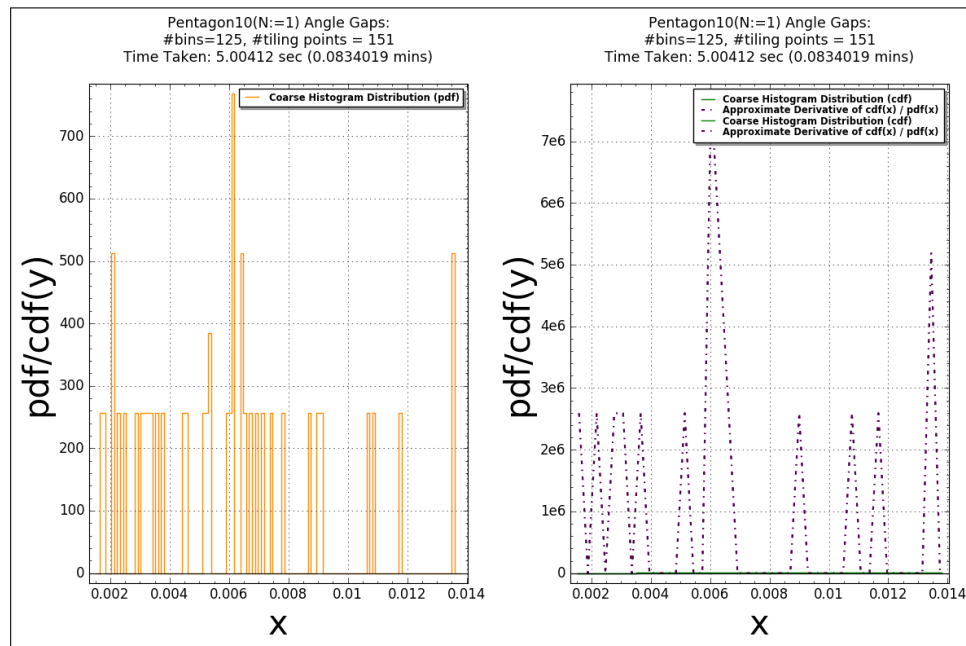 Pentagon10(N:=1) Angle Gaps:
#bins=125, #tiling points = 151
Time Taken: 5.00412 sec (0.0834019 mins)
Coarse Histogram Distribution (pdf)
700
600
500
400
300
200
100
0
pdf/cdf(y)
0.002 0.004 0.006 0.008 0.01 0.012 0.014
x
Pentagon10(N:=1) Angle Gaps:
#bins=125, #tiling points = 151
Time Taken: 5.00412 sec (0.0834019 mins)
Coarse Histogram Distribution (cdf)
Approximate Derivative of cdf(x) / pdf(x)
Coarse Histogram Distribution (cdf)
Approximate Derivative of cdf(x) / pdf(x)
7e6
6e6
5e6
4e6
3e6
2e6
1e6
0
pdf/cdf(y)
0.002 0.004 0.006 0.008 0.01 0.012 0.014
x